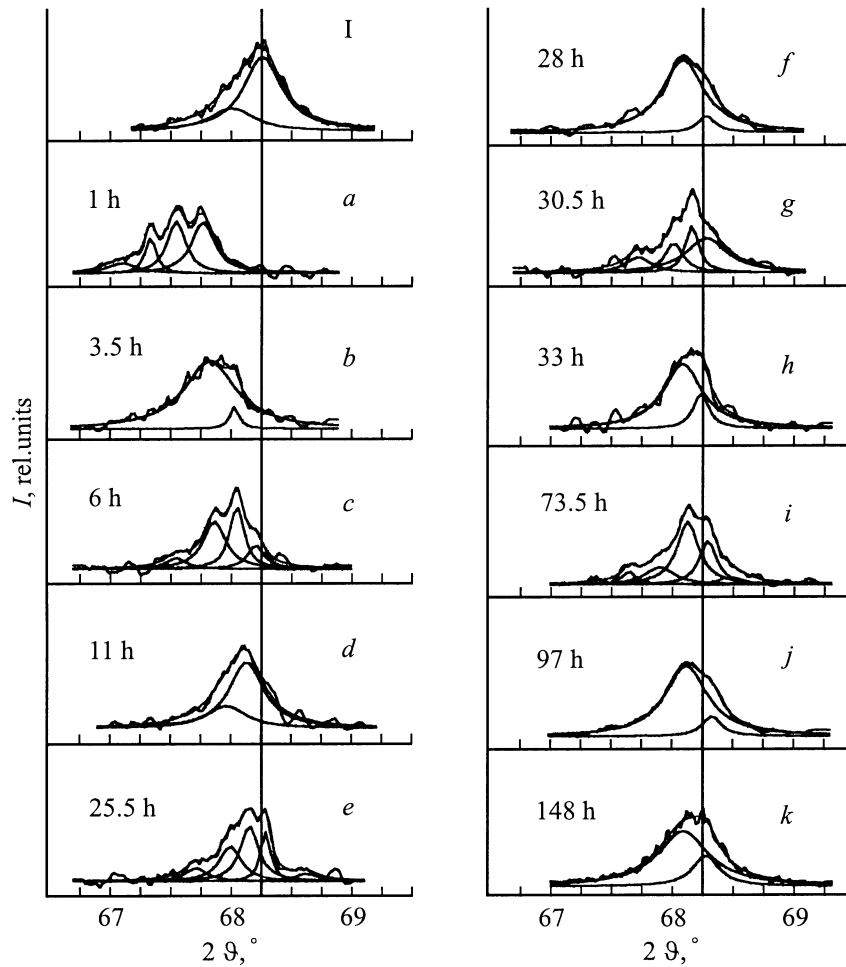 I
1 h a
3.5 h b
6 h c
11 h d
25.5 h e
28 h f
30.5 h g
33 h h
73.5 h i
97 h j
148 h k
I, rel.units
67 68 69
2 ϑ, °
67 68 69
2 ϑ, °